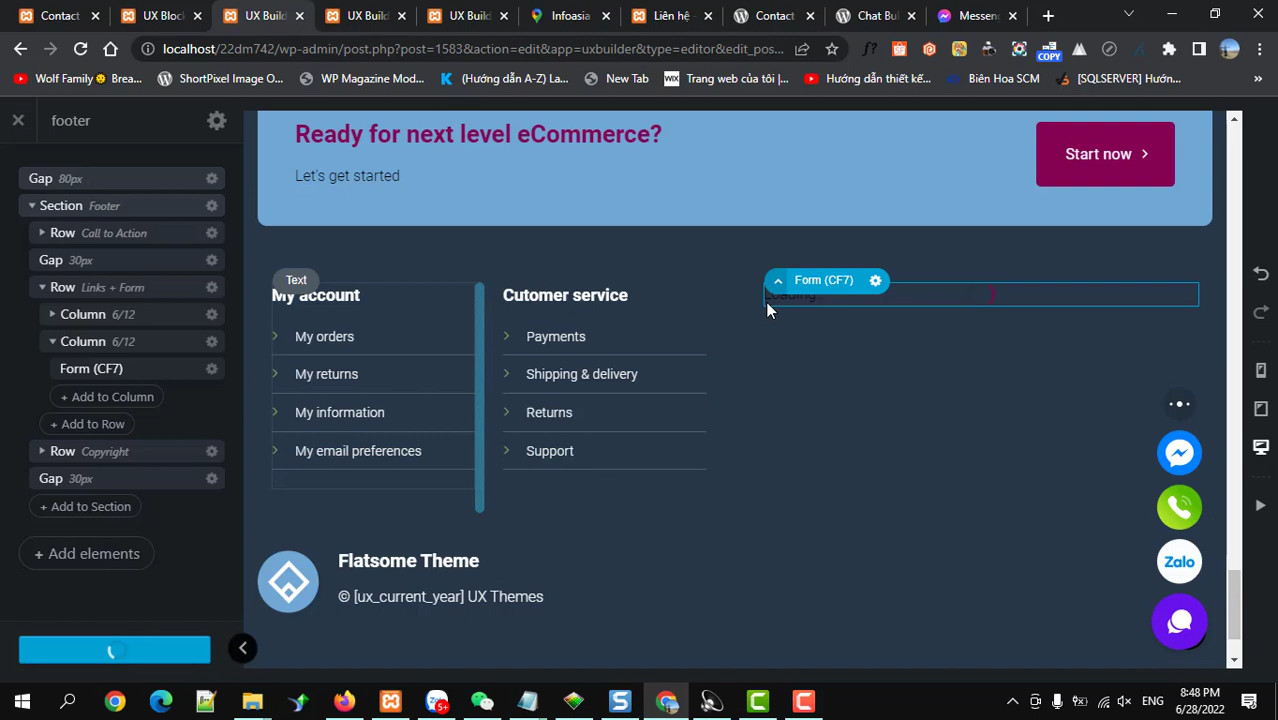 Contact
UX Block
UX Build
UX Build
UX Build
Infoasia
Liên hệ -
Contact
Chat Bu
Messeng
localhost/22dm742/wp-admin/post.php?post=1583&action=edit&app=uxbuilder&type=editor&edit_pos...
f?
COPY
Wolf Family Brea...
ShortPixel Image O...
WP Magazine Mod...
(Hướng dẫn A-Z) La...
New Tab
WIX Trang web của tôi |...
Hướng dẫn thiết kế...
Biên Hoa SCM
[SQLSERVER] Hướn...
footer
Gap 80px
Section Footer
Row Call to Action
Gap 30px
Row Links + Form
Column 6/12
Column 6/12
Form (CF7)
+ Add to Column
+ Add to Row
Row Copyright
Gap 30px
+ Add to Section
+ Add elements
Ready for next level eCommerce?
Let's get started
Start now
Text
My account
My orders
My returns
My information
My email preferences
Cutomer service
Payments
Shipping & delivery
Returns
Support
Form (CF7)
Loading...
Flatsome Theme
© [ux_current_year] UX Themes
Zalo
Zalo 5+
ENG
8:48 PM
6/28/2022